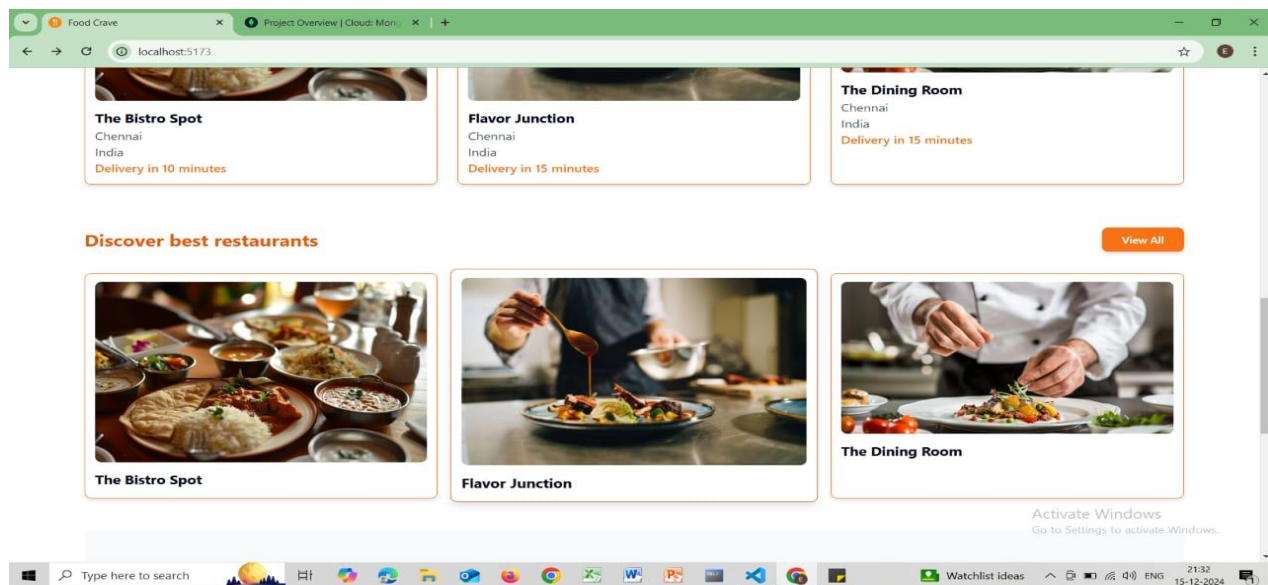 Food Crave
Project Overview | Cloud: Mong
localhost:5173
E
The Bistro Spot
Chennai
India
Delivery in 10 minutes
Flavor Junction
Chennai
India
Delivery in 15 minutes
The Dining Room
Chennai
India
Delivery in 15 minutes
Discover best restaurants
View All
The Bistro Spot
Flavor Junction
The Dining Room
Activate Windows
Go to Settings to activate Windows.
Type here to search
Watchlist ideas
ENG
21:32
15-12-2024